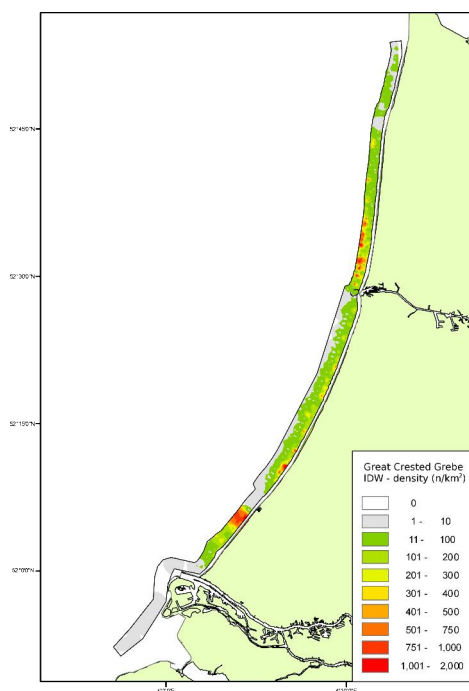 52°45'N
52°30'0"N
52°15'N
52°0'0"N
Great Crested Grebe
IDW - density (n/km²)
0
1 - 10
11 - 100
101 - 200
201 - 300
301 - 400
401 - 500
501 - 750
751 - 1,000
1,001 - 2,000